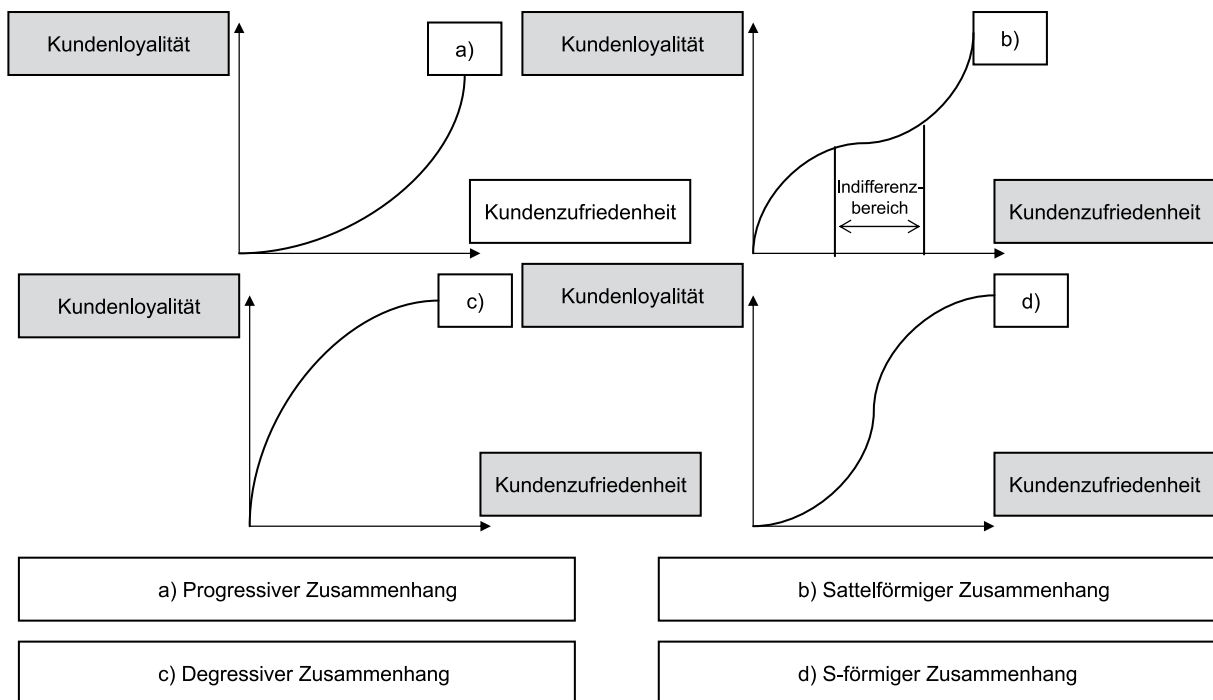 Kundenloyalität
a)
Kundenzufriedenheit
Kundenloyalität
b)
Indifferenz-
bereich
Kundenzufriedenheit
Kundenloyalität
c)
Kundenzufriedenheit
Kundenloyalität
d)
Kundenzufriedenheit
a) Progressiver Zusammenhang
b) Sattelförmiger Zusammenhang
c) Degressiver Zusammenhang
d) S-förmiger Zusammenhang